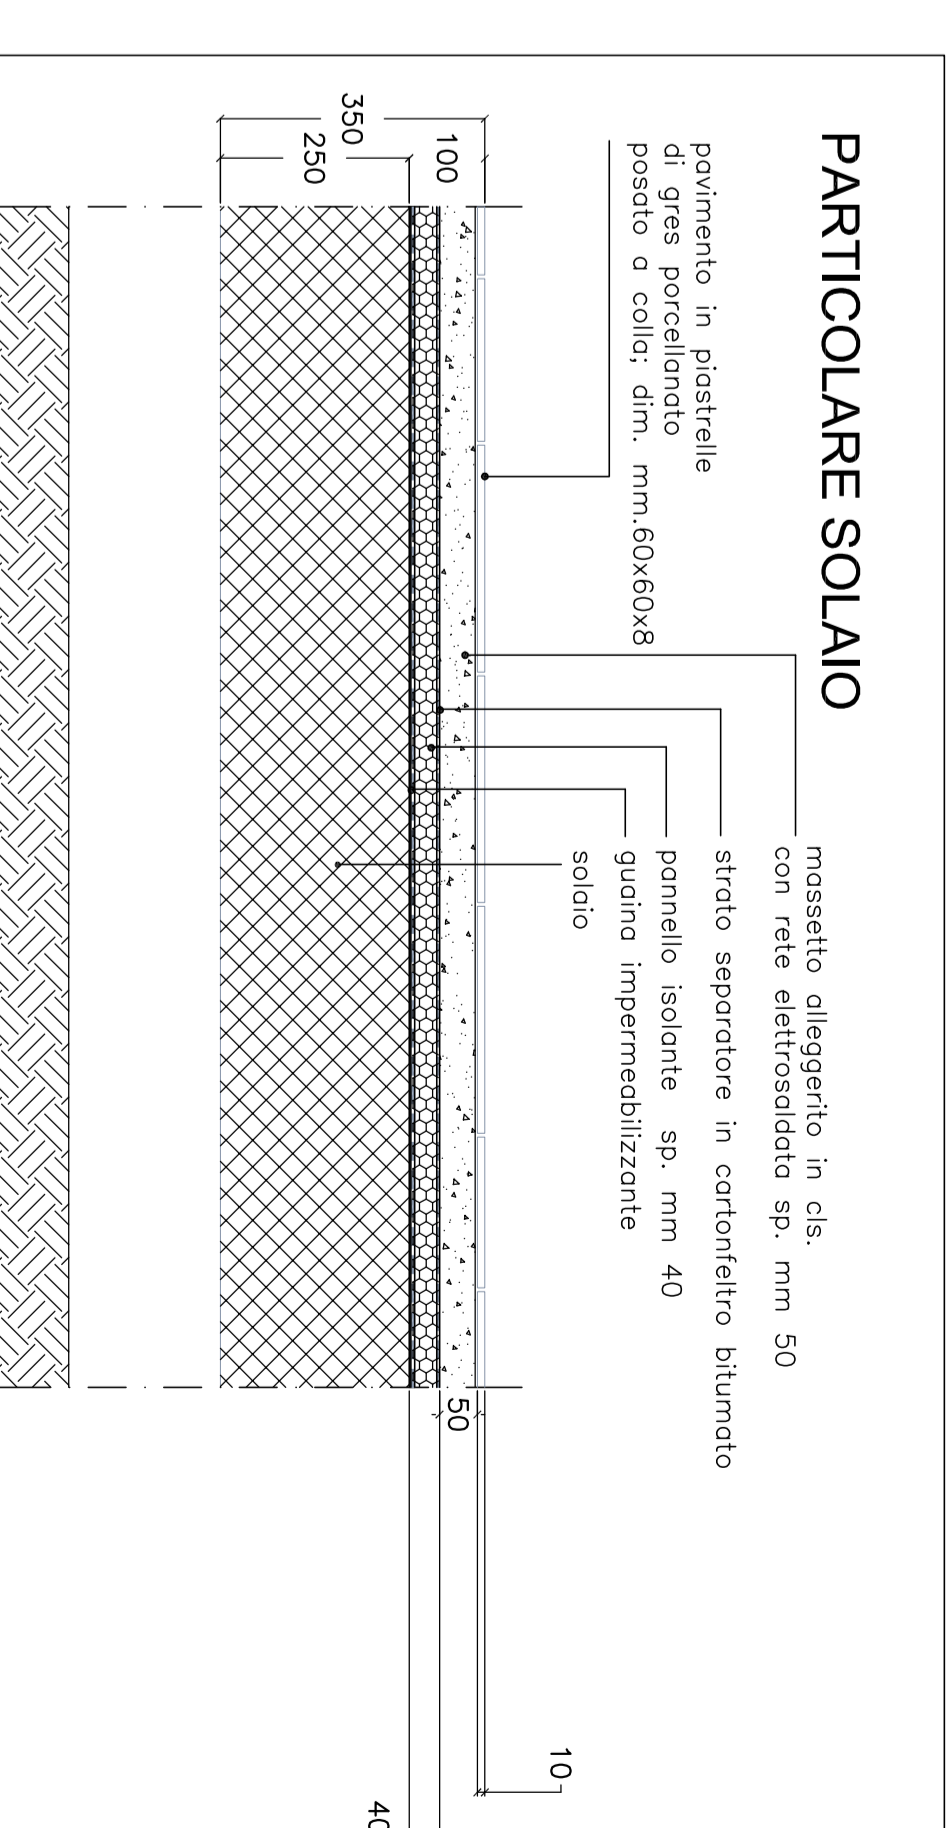 PARTICOLARE SOLAIO
pavimento in piastrelle
di gres porcellanato
posato a colla; dim. mm.60x60x8
massetto alleggerito in cls.
con rete elettrosaldata sp. mm 50
strato separatore in cartonfeltro bitumato
pannello isolante sp. mm 40
guaina impermeabilizzante
solaio
100
350
250
50
10
40